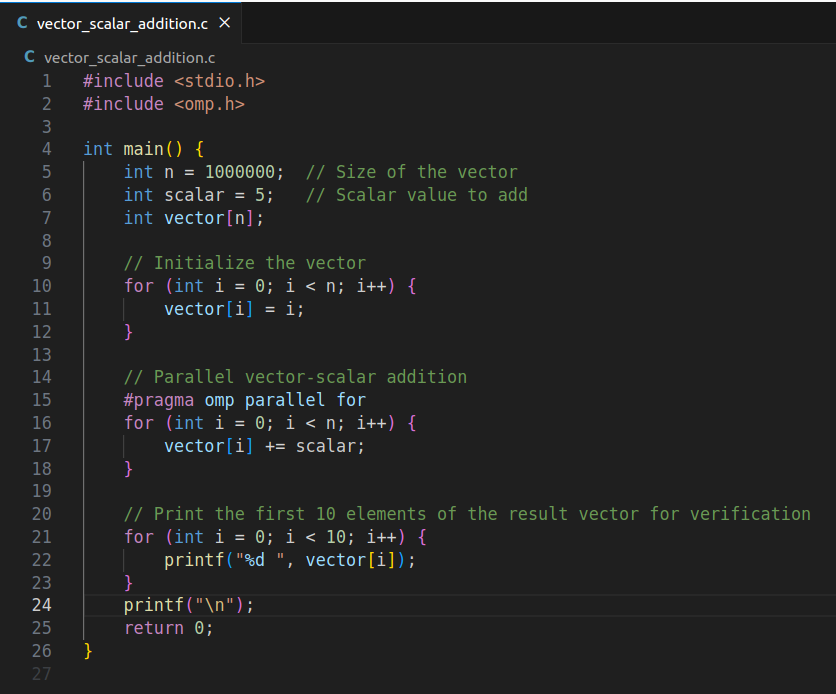 C vector_scalar_addition.c ×
C vector_scalar_addition.c
1 #include <stdio.h>
2 #include <omp.h>
3
4 int main() {
5     int n = 1000000;  // Size of the vector
6     int scalar = 5;   // Scalar value to add
7     int vector[n];
8
9     // Initialize the vector
10     for (int i = 0; i < n; i++) {
11         vector[i] = i;
12     }
13
14     // Parallel vector-scalar addition
15     #pragma omp parallel for
16     for (int i = 0; i < n; i++) {
17         vector[i] += scalar;
18     }
19
20     // Print the first 10 elements of the result vector for verification
21     for (int i = 0; i < 10; i++) {
22         printf("%d ", vector[i]);
23     }
24     printf("\n");
25     return 0;
26 }
27